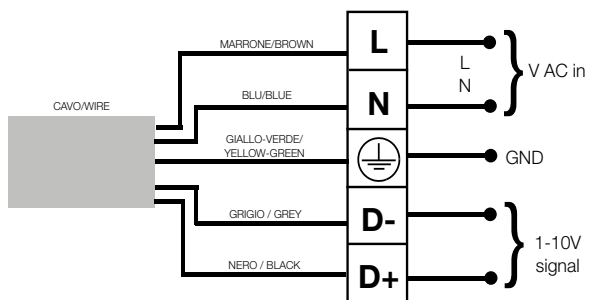 MARRONE/BROWN
L
L
N
V AC in
CAVO/WIRE
BLU/BLUE
N
GIALLO-VERDE/
YELLOW-GREEN
GND
GRIGIO / GREY
D-
1-10V
signal
NERO / BLACK
D+